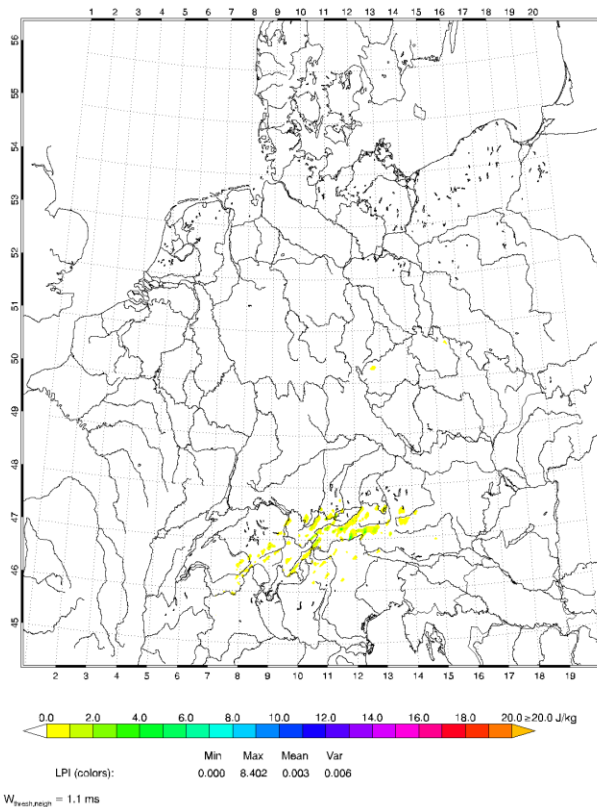 1 2 3 4 5 6 7 8 9 10 11 12 13 14 15 16 17 18 19 20
56
55
54
53
52
51
50
49
48
47
46
45
2 3 4 5 6 7 8 9 10 11 12 13 14 15 16 17 18 19
0.0 2.0 4.0 6.0 8.0 10.0 12.0 14.0 16.0 18.0 20.0 ≥20.0 J/kg
Min Max Mean Var
LPI (colors): 0.000 8.402 0.003 0.006
W thresh,neigh = 1.1 ms